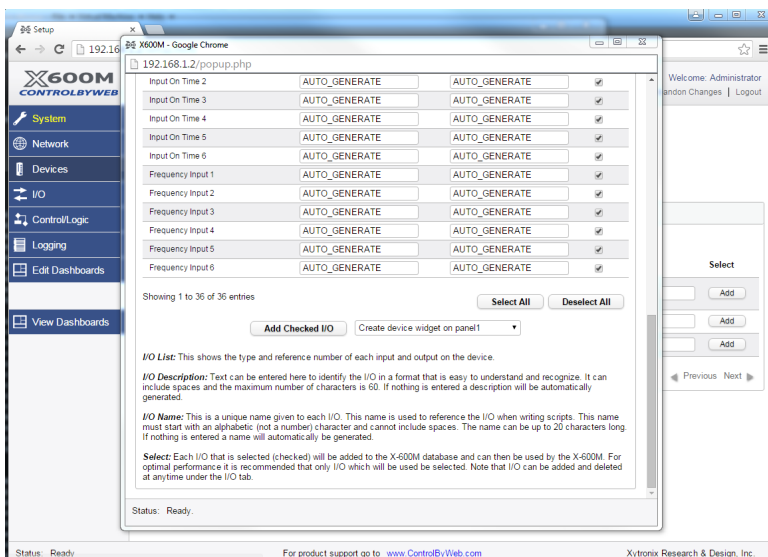 Setup
X600M - Google Chrome
192.16
192.168.1.2/popup.php
X600M
CONTROLBYWEB
Welcome: Administrator
andon Changes | Logout
System
Network
Devices
I/O
Control/Logic
Logging
Edit Dashboards
View Dashboards
Input On Time 2 AUTO_GENERATE AUTO_GENERATE
Input On Time 3 AUTO_GENERATE AUTO_GENERATE
Input On Time 4 AUTO_GENERATE AUTO_GENERATE
Input On Time 5 AUTO_GENERATE AUTO_GENERATE
Input On Time 6 AUTO_GENERATE AUTO_GENERATE
Frequency Input 1 AUTO_GENERATE AUTO_GENERATE
Frequency Input 2 AUTO_GENERATE AUTO_GENERATE
Frequency Input 3 AUTO_GENERATE AUTO_GENERATE
Frequency Input 4 AUTO_GENERATE AUTO_GENERATE
Frequency Input 5 AUTO_GENERATE AUTO_GENERATE
Frequency Input 6 AUTO_GENERATE AUTO_GENERATE
Showing 1 to 36 of 36 entries
Select All Deselect All
Add Checked I/O Create device widget on panel1
I/O List: This shows the type and reference number of each input and output on the device.
I/O Description: Text can be entered here to identify the I/O in a format that is easy to understand and recognize. It can
include spaces and the maximum number of characters is 60. If nothing is entered a description will be automatically
generated.
I/O Name: This is a unique name given to each I/O. This name is used to reference the I/O when writing scripts. This name
must start with an alphabetic (not a number) character and cannot include spaces. The name can be up to 20 characters long.
If nothing is entered a name will automatically be generated.
Select: Each I/O that is selected (checked) will be added to the X-600M database and can then be used by the X-600M. For
optimal performance it is recommended that only I/O which will be used be selected. Note that I/O can be added and deleted
at anytime under the I/O tab.
Status: Ready.
Select
Add
Add
Add
Previous Next
Status: Ready
For product support go to www.ControlByWeb.com
Xytronix Research & Design, Inc.